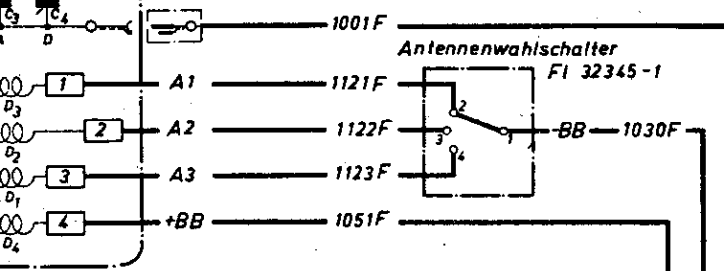 C3 C4 1001F
D
Antennenwahlschalter
Fl 32345-1
1 A1 1121F
D3
2 A2 1122F 2 3 1 4 -BB 1030F
D2
3 A3 1123F
D1
4 +BB 1051F
D4